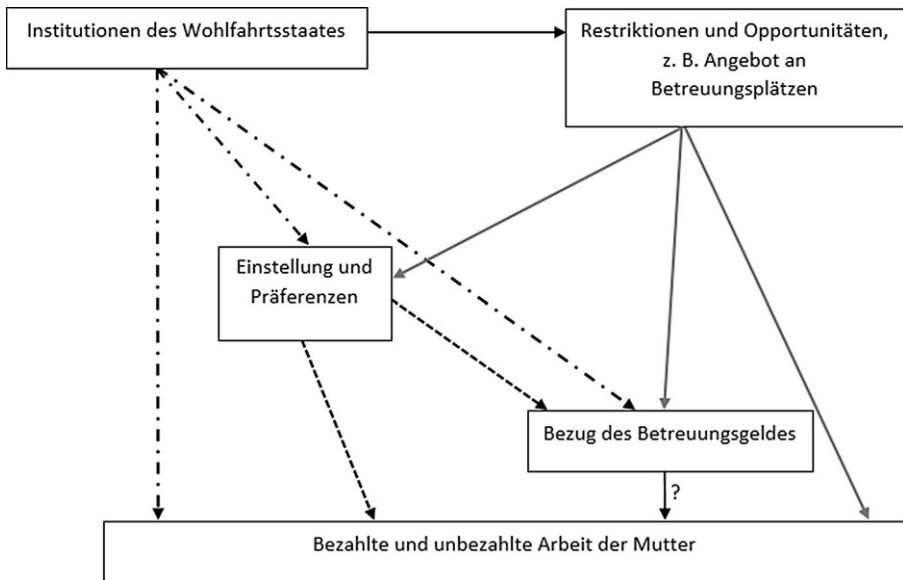 Institutionen des Wohlfahrtsstaates
Restriktionen und Opportunitäten,
z. B. Angebot an
Betreuungsplätzen
Einstellung und
Präferenzen
Bezug des Betreuungsgeldes
?
Bezahlte und unbezahlte Arbeit der Mutter